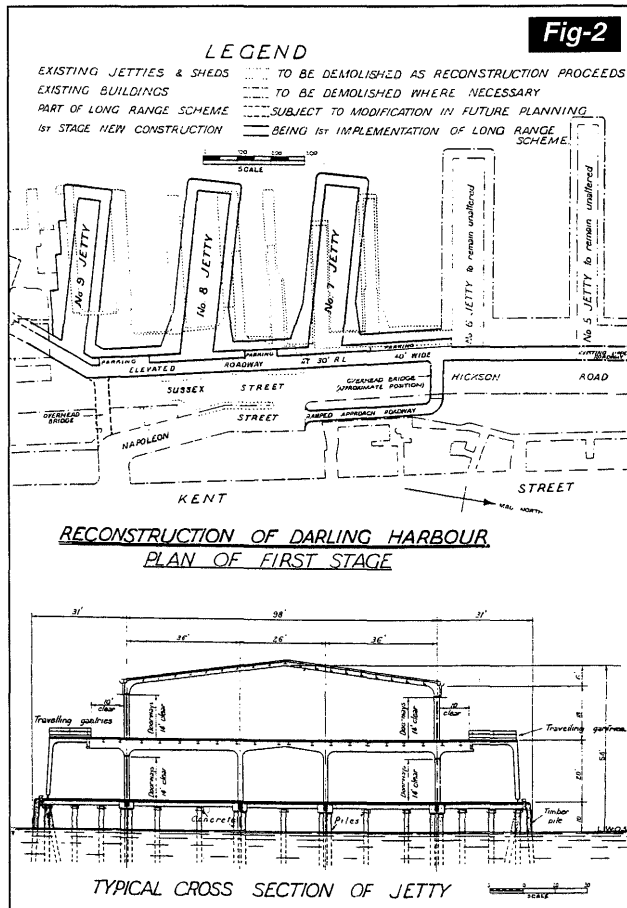 Fig-2
LEGEND
EXISTING JETTIES & SHEDS TO BE DEMOLISHED AS RECONSTRUCTION PROCEEDS
EXISTING BUILDINGS TO BE DEMOLISHED WHERE NECESSARY
PART OF LONG RANGE SCHEME SUBJECT TO MODIFICATION IN FUTURE PLANNING
1ST STAGE NEW CONSTRUCTION BEING 1ST IMPLEMENTATION OF LONG RANGE
SCHEME
SCALE
No 9 JETTY
No 8 JETTY
No 7 JETTY
No 6 JETTY to remain unaltered
No 5 JETTY to remain unaltered
PARKING
PARKING
PARKING
ELEVATED ROADWAY AT 30' R L 40' WIDE
SUSSEX STREET
OVERHEAD BRIDGE
(APPROXIMATE POSITION)
HICKSON ROAD
OVERHEAD
BRIDGE
NAPOLEON STREET
RAMPED APPROACH ROADWAY
KENT STREET
RECONSTRUCTION OF DARLING HARBOUR
PLAN OF FIRST STAGE
31' 98' 31'
36' 26' 36'
10'
clear
10
clear
Travelling gantries
Travelling gantries
Doorways
14' clear
Doorways
14' clear
Doorways
14' clear
Doorways
14' clear
54'
20'
Concrete Piles
Timber
pile
L.W.O.S.
TYPICAL CROSS SECTION OF JETTY
SCALE